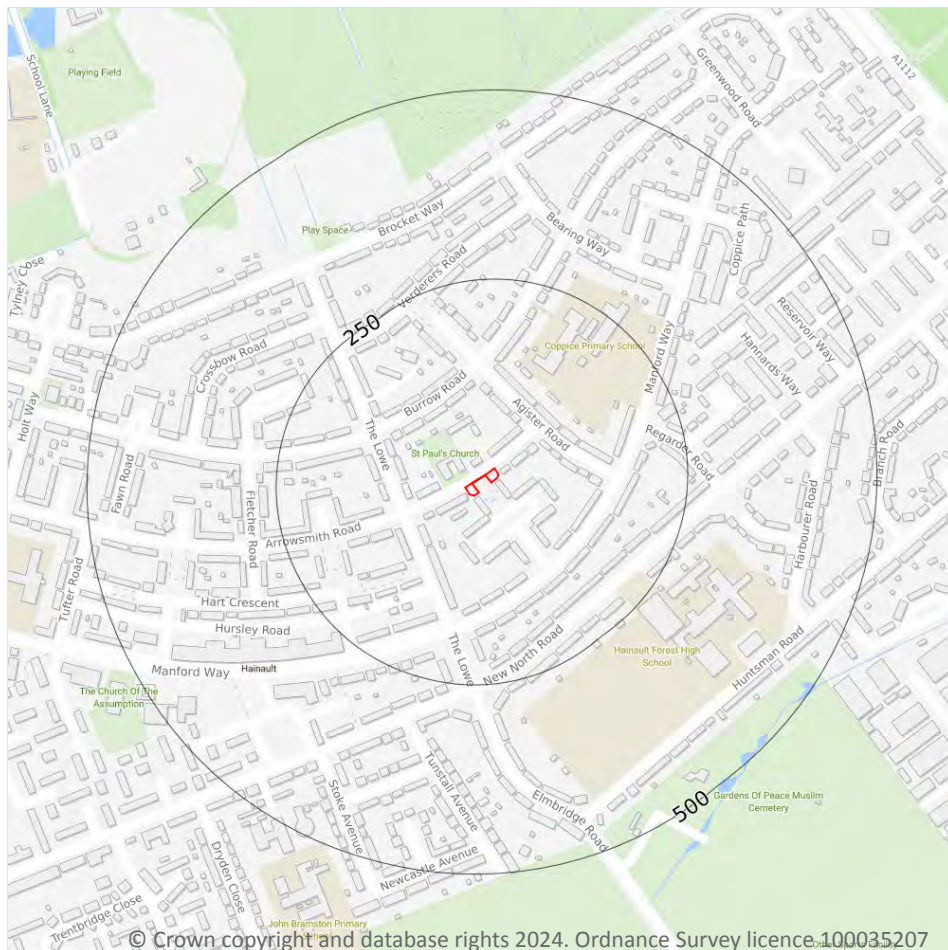 School Lane
Playing Field
A1112
Greenwood Road
Play Space
Brocket Way
Bearing Way
Coppice Path
Tylney Close
Verderers Road
250
Reservoir Way
Crossbow Road
Coppice Primary School
Manford Way
Hannards Way
Holt Way
Burrow Road
Agister Road
The Lowe
St Paul's Church
Regarder Road
Branch Road
Fawn Road
Fletcher Road
Harbourer Road
Arrowsmith Road
Tufter Road
Hart Crescent
Hursley Road
The Lowe
New North Road
Hainault Forest High
School
Huntsman Road
Manford Way
Hainault
The Church Of The
Assumption
Tunstall Avenue
Stoke Avenue
Elmbridge Road
500
Gardens Of Peace Muslim
Cemetery
Dryden Close
Newcastle Avenue
Trentbridge Close
John Bramston Primary
© Crown copyright and database rights 2024. Ordnance Survey licence 100035207